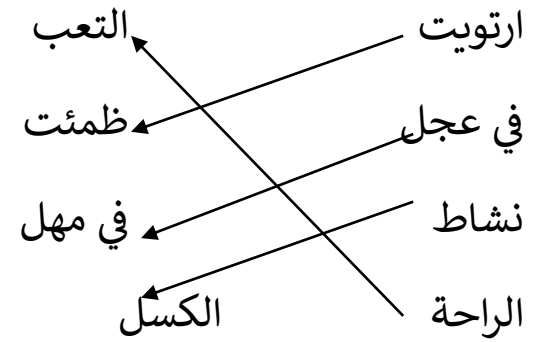 ارتويت التعب
في عجل ظمئت
نشاط في مهل
الراحة الكسل